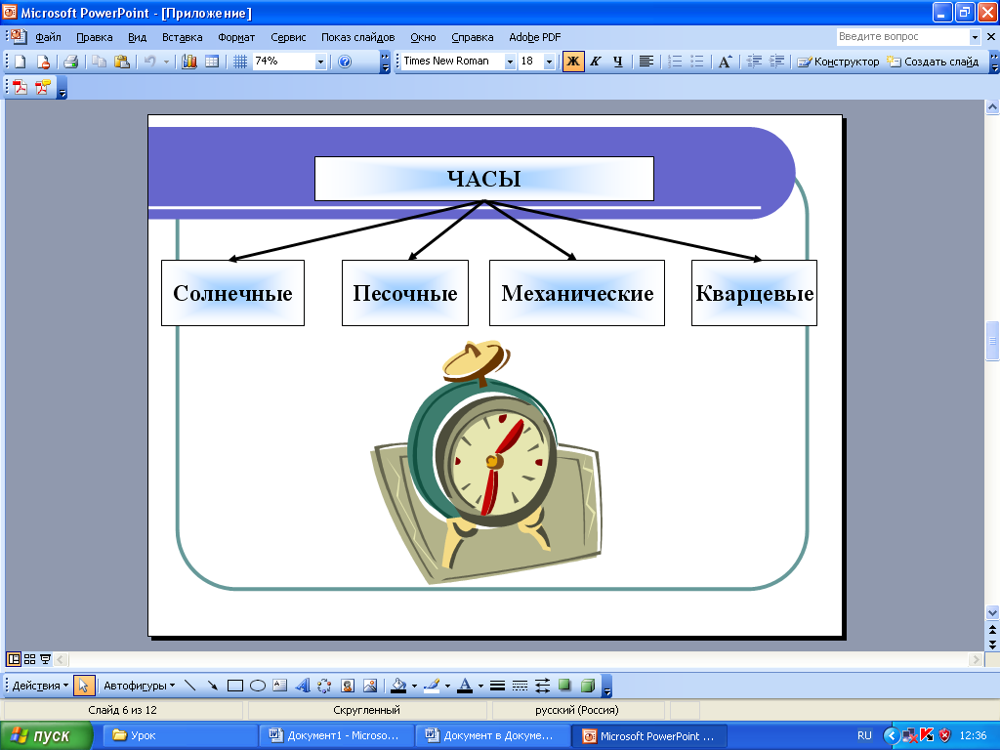 Microsoft PowerPoint - [Приложение]
Файл Правка Вид Вставка Формат Сервис Показ слайдов Окно Справка Adobe PDF Введите вопрос
74% Times New Roman 18 Ж К Ч Конструктор Создать слайд
ЧАСЫ
Солнечные Песочные Механические Кварцевые
Действия Автофигуры
Слайд 6 из 12 Скругленный русский (Россия)
пуск Урок Документ1 - Microso... Документ в Докуме... Microsoft PowerPoint ... RU 12:36